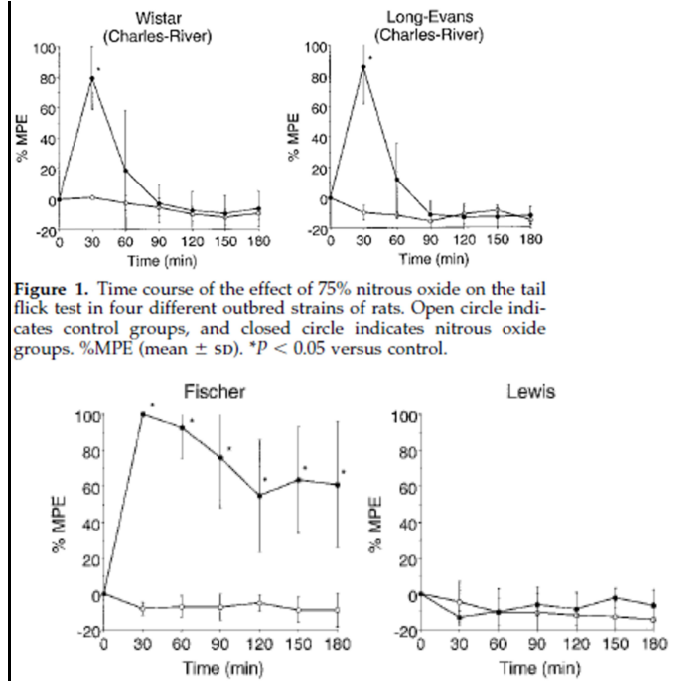 Wistar
(Charles-River)
% MPE
100
80
60
40
20
0
-20
0 30 60 90 120 150 180
Time (min)
Long-Evans
(Charles-River)
% MPE
100
80
60
40
20
0
-20
0 30 60 90 120 150 180
Time (min)
*
*
Figure 1. Time course of the effect of 75% nitrous oxide on the tail
flick test in four different outbred strains of rats. Open circle indi-
cates control groups, and closed circle indicates nitrous oxide
groups. %MPE (mean ± SD). *P < 0.05 versus control.
Fischer
% MPE
100
80
60
40
20
0
-20
0 30 60 90 120 150 180
Time (min)
* * * * * *
Lewis
% MPE
100
80
60
40
20
0
-20
0 30 60 90 120 150 180
Time (min)